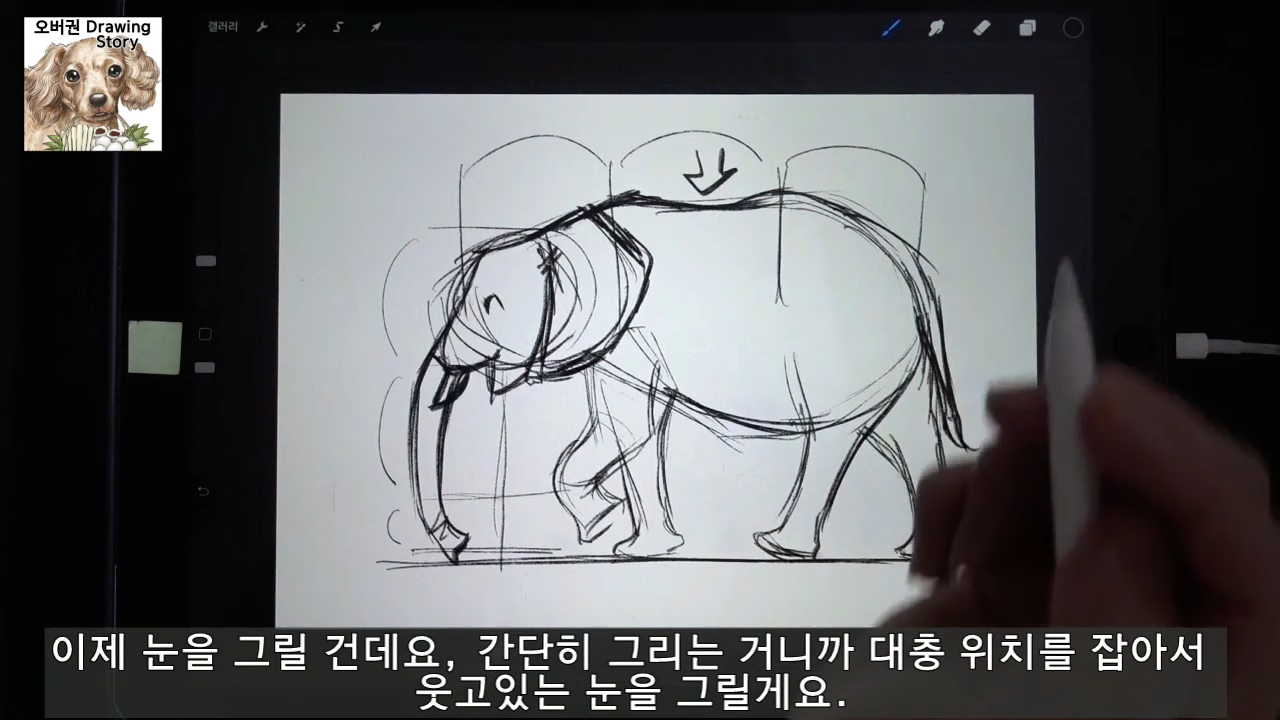 오버권 Drawing
Story
갤러리
이제 눈을 그릴 건데요, 간단히 그리는 거니까 대충 위치를 잡아서
웃고있는 눈을 그릴게요.